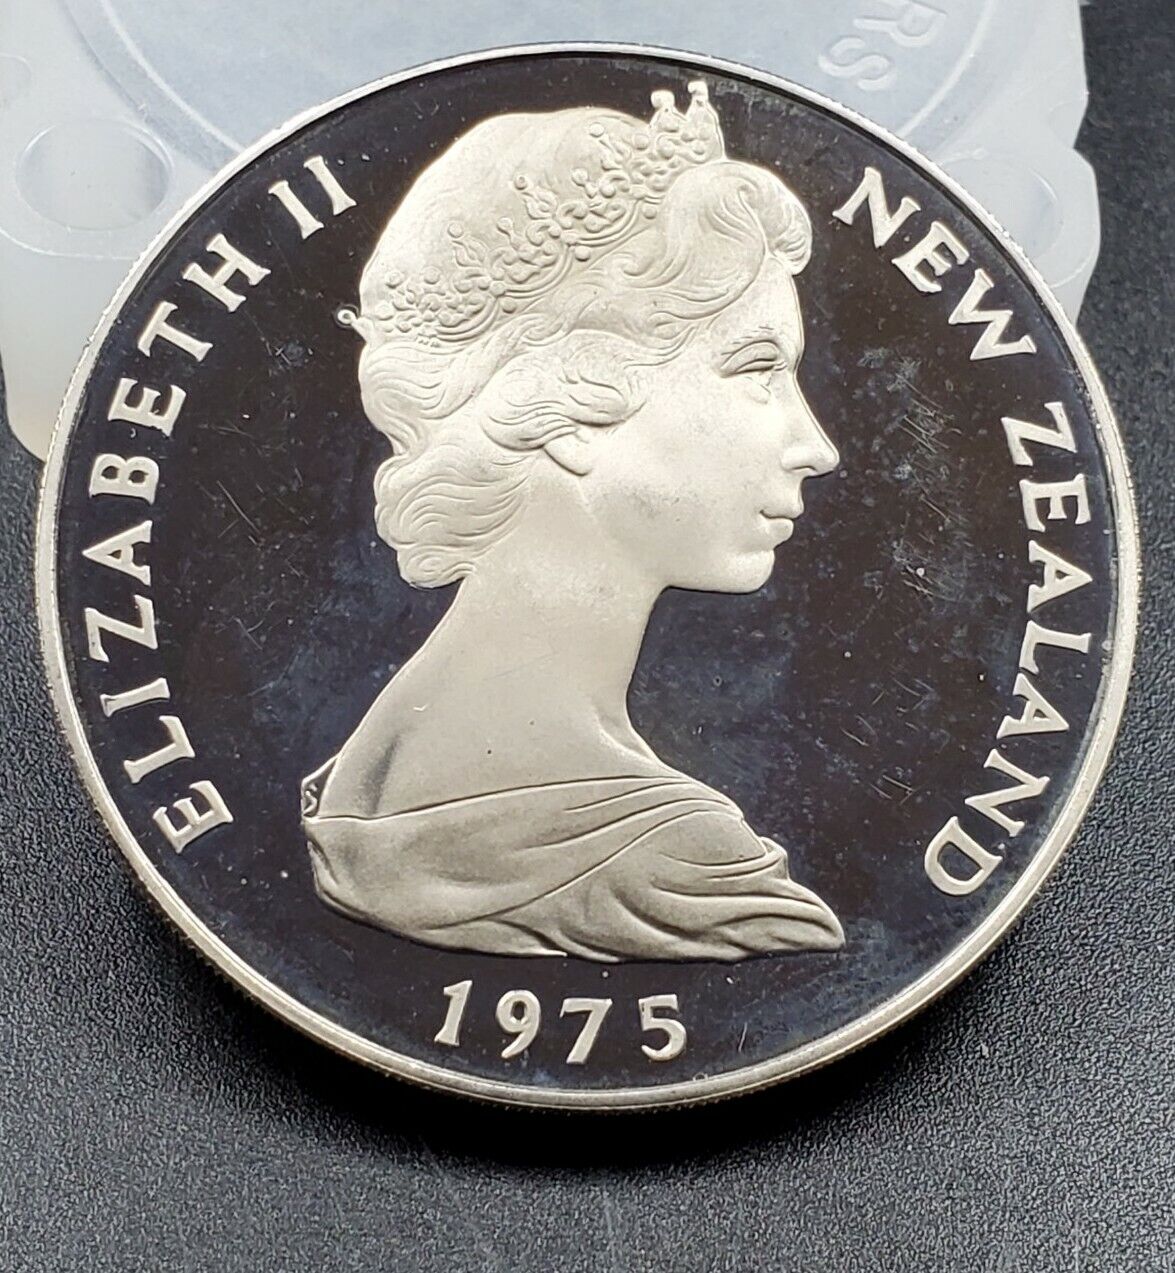 ELIZABETH II
NEW ZEALAND
1975